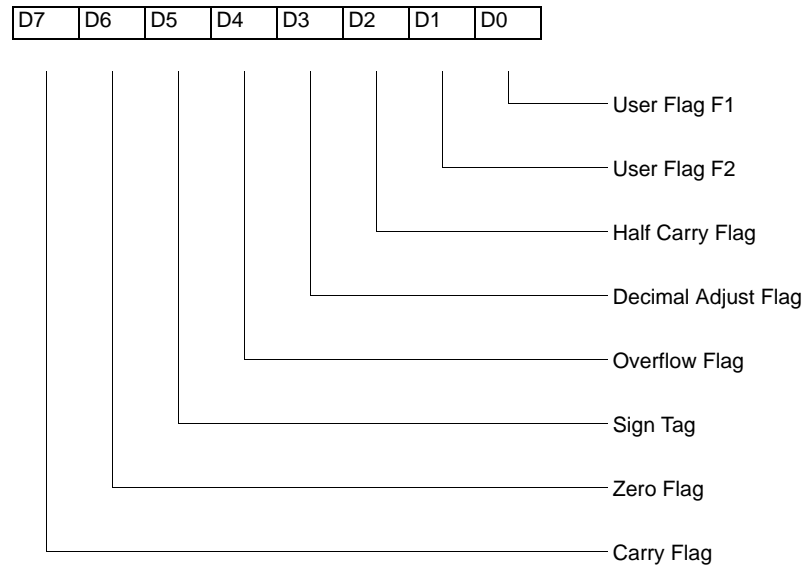 D7 D6 D5 D4 D3 D2 D1 D0
User Flag F1
User Flag F2
Half Carry Flag
Decimal Adjust Flag
Overflow Flag
Sign Tag
Zero Flag
Carry Flag